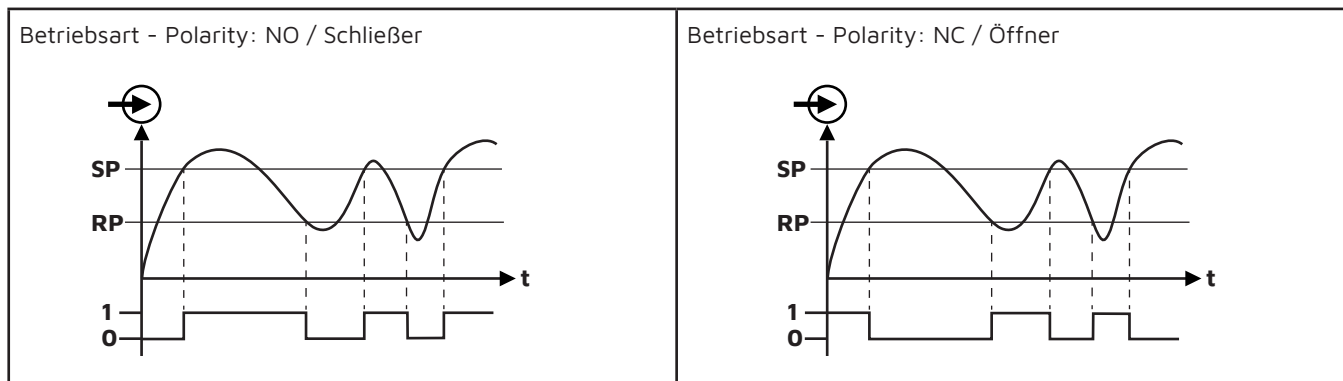 Betriebsart - Polarity: NO / Schließer
SP
RP
t
1
0
Betriebsart - Polarity: NC / Öffner
SP
RP
t
1
0